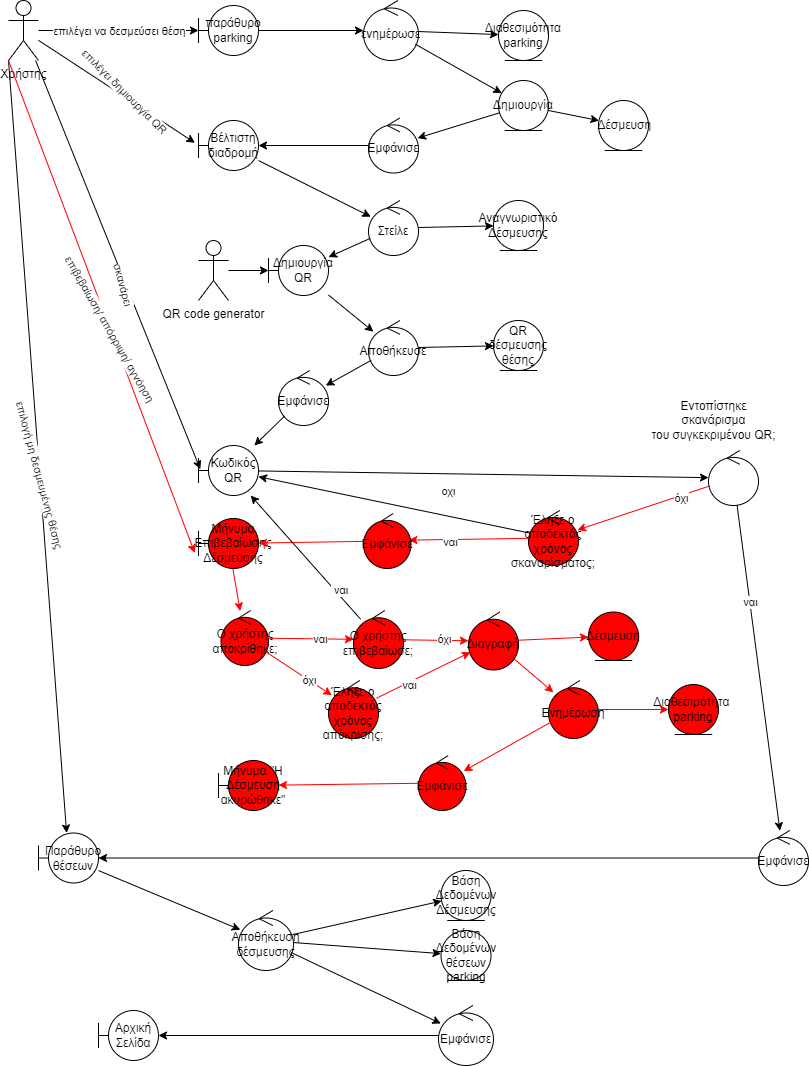 Χρήστης
επιλέγει να δεσμεύσει θέση
παράθυρο
parking
ενημέρωσε
Διαθεσιμότητα
parking
επιλέγει δημιουργία QR
Δημιουργία
Δέσμευση
Βέλτιστη
διαδρομή
Εμφάνισε
Στείλε
Αναγνωριστικό
Δέσμευσης
QR code generator
Δημιουργία
QR
σκανάρει
επιβεβαίωση/ απόρριψη/ αγνόηση
Αποθήκευσε
QR
δέσμευσης
θέσης
Εμφάνισε
επιλογή μη δεσμευμένης θέσης
Κωδικός
QR
Εντοπίστηκε
σκανάρισμα
του συγκεκριμένου QR;
οχι
όχι
Μήνυμα
Επιβεβαίωσης
Δέσμευσης
Εμφάνισε
ναι
Έληξε ο
αποδεκτός
χρόνος
σκαναρίσματος;
ναι
ναι
Ο χρήστης
αποκρίθηκε;
ναι
Ο χρήστης
επιβεβαίωσε;
όχι
Διαγραφή
Δέσμευση
όχι
Έληξε ο
αποδεκτός
χρόνος
απόκρισης;
ναι
Ενημέρωση
Διαθεσιμότητα
parking
Μήνυμα "Η
Δέσμευση
ακυρώθηκε"
Εμφάνισε
Παράθυρο
θέσεων
Εμφάνισε
Αποθήκευση
δέσμευσης
Βάση
Δεδομένων
Δέσμευσης
Βάση
Δεδομένων
θέσεων
parking
Αρχική
Σελίδα
Εμφάνισε